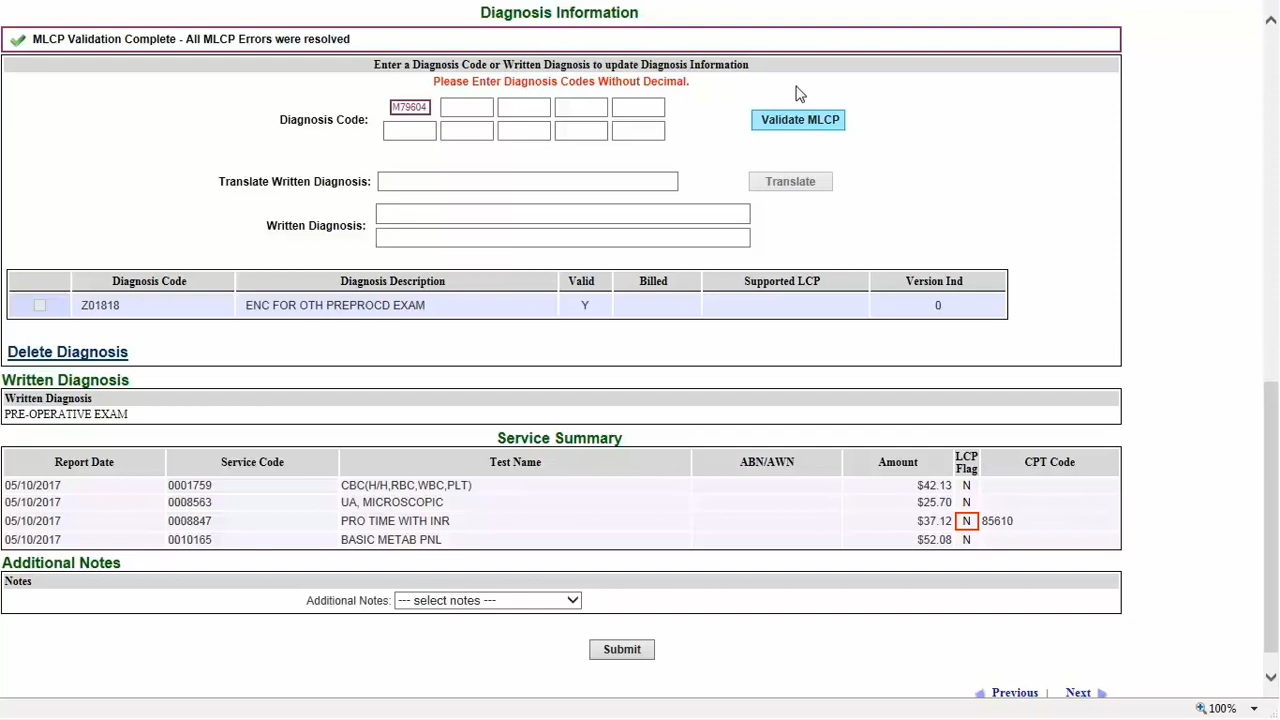 Diagnosis Information
MLCP Validation Complete - All MLCP Errors were resolved
Enter a Diagnosis Code or Written Diagnosis to update Diagnosis Information
Please Enter Diagnosis Codes Without Decimal.
Diagnosis Code: M79604 Validate MLCP
Translate Written Diagnosis: Translate
Written Diagnosis:
Diagnosis Code Diagnosis Description Valid Billed Supported LCP Version Ind
Z01818 ENC FOR OTH PREPROCD EXAM Y 0
Delete Diagnosis
Written Diagnosis
Written Diagnosis
PRE-OPERATIVE EXAM
Service Summary
Report Date Service Code Test Name ABN/AWN Amount LCP Flag CPT Code
05/10/2017 0001759 CBC(H/H,RBC,WBC,PLT) $42.13 N
05/10/2017 0008563 UA, MICROSCOPIC $25.70 N
05/10/2017 0008847 PRO TIME WITH INR $37.12 N 85610
05/10/2017 0010165 BASIC METAB PNL $52.08 N
Additional Notes
Notes
Additional Notes: --- select notes ---
Submit
Previous | Next
100%